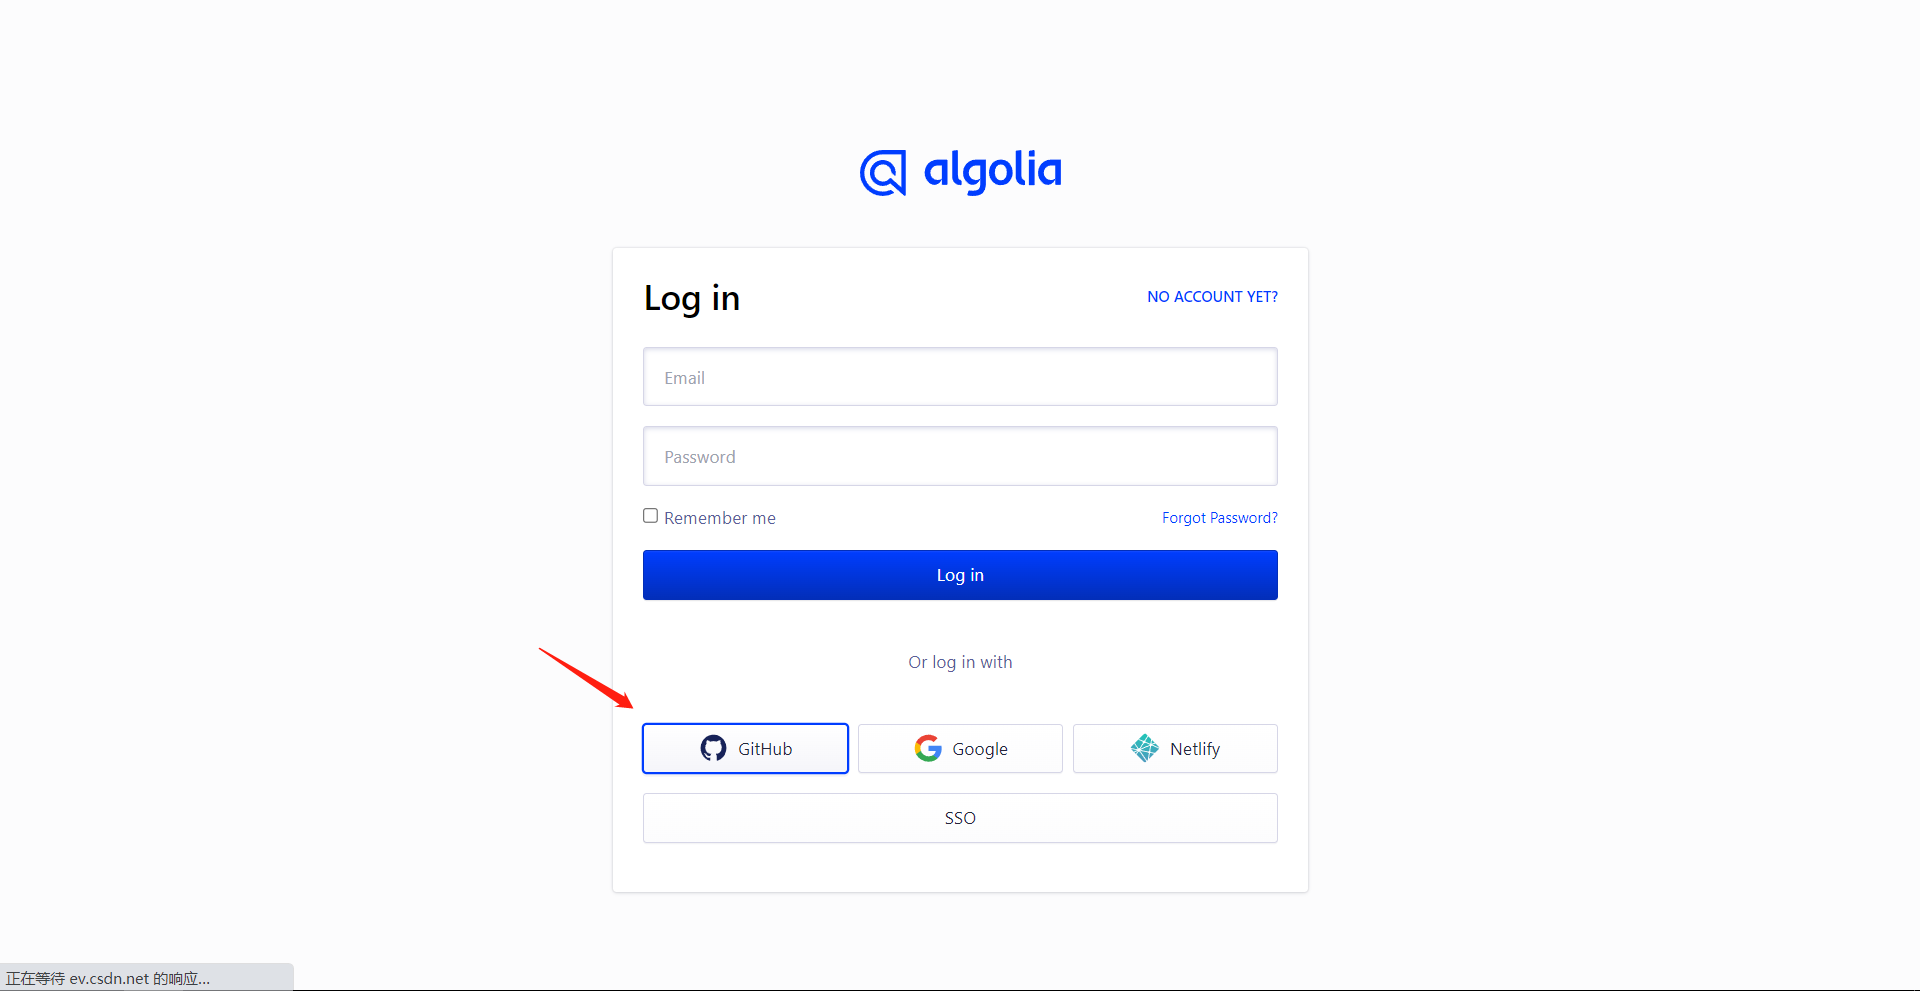 algolia
Log in
NO ACCOUNT YET?
Email
Password
Remember me
Forgot Password?
Log in
Or log in with
GitHub
Google
Netlify
SSO
正在等待 ev.csdn.net 的响应...